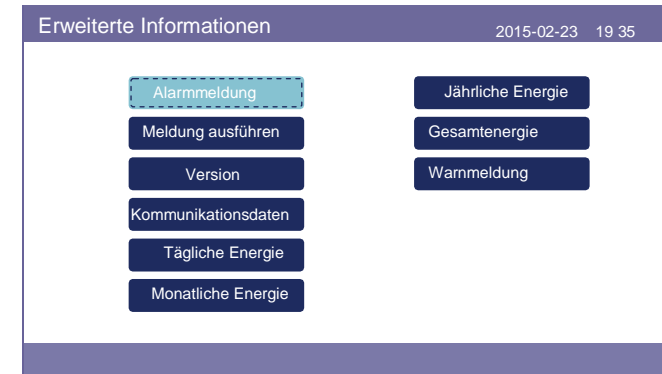 Erweiterte Informationen
2015-02-23 19 35
Alarmmeldung
Meldung ausführen
Version
Kommunikationsdaten
Tägliche Energie
Monatliche Energie
Jährliche Energie
Gesamtenergie
Warnmeldung